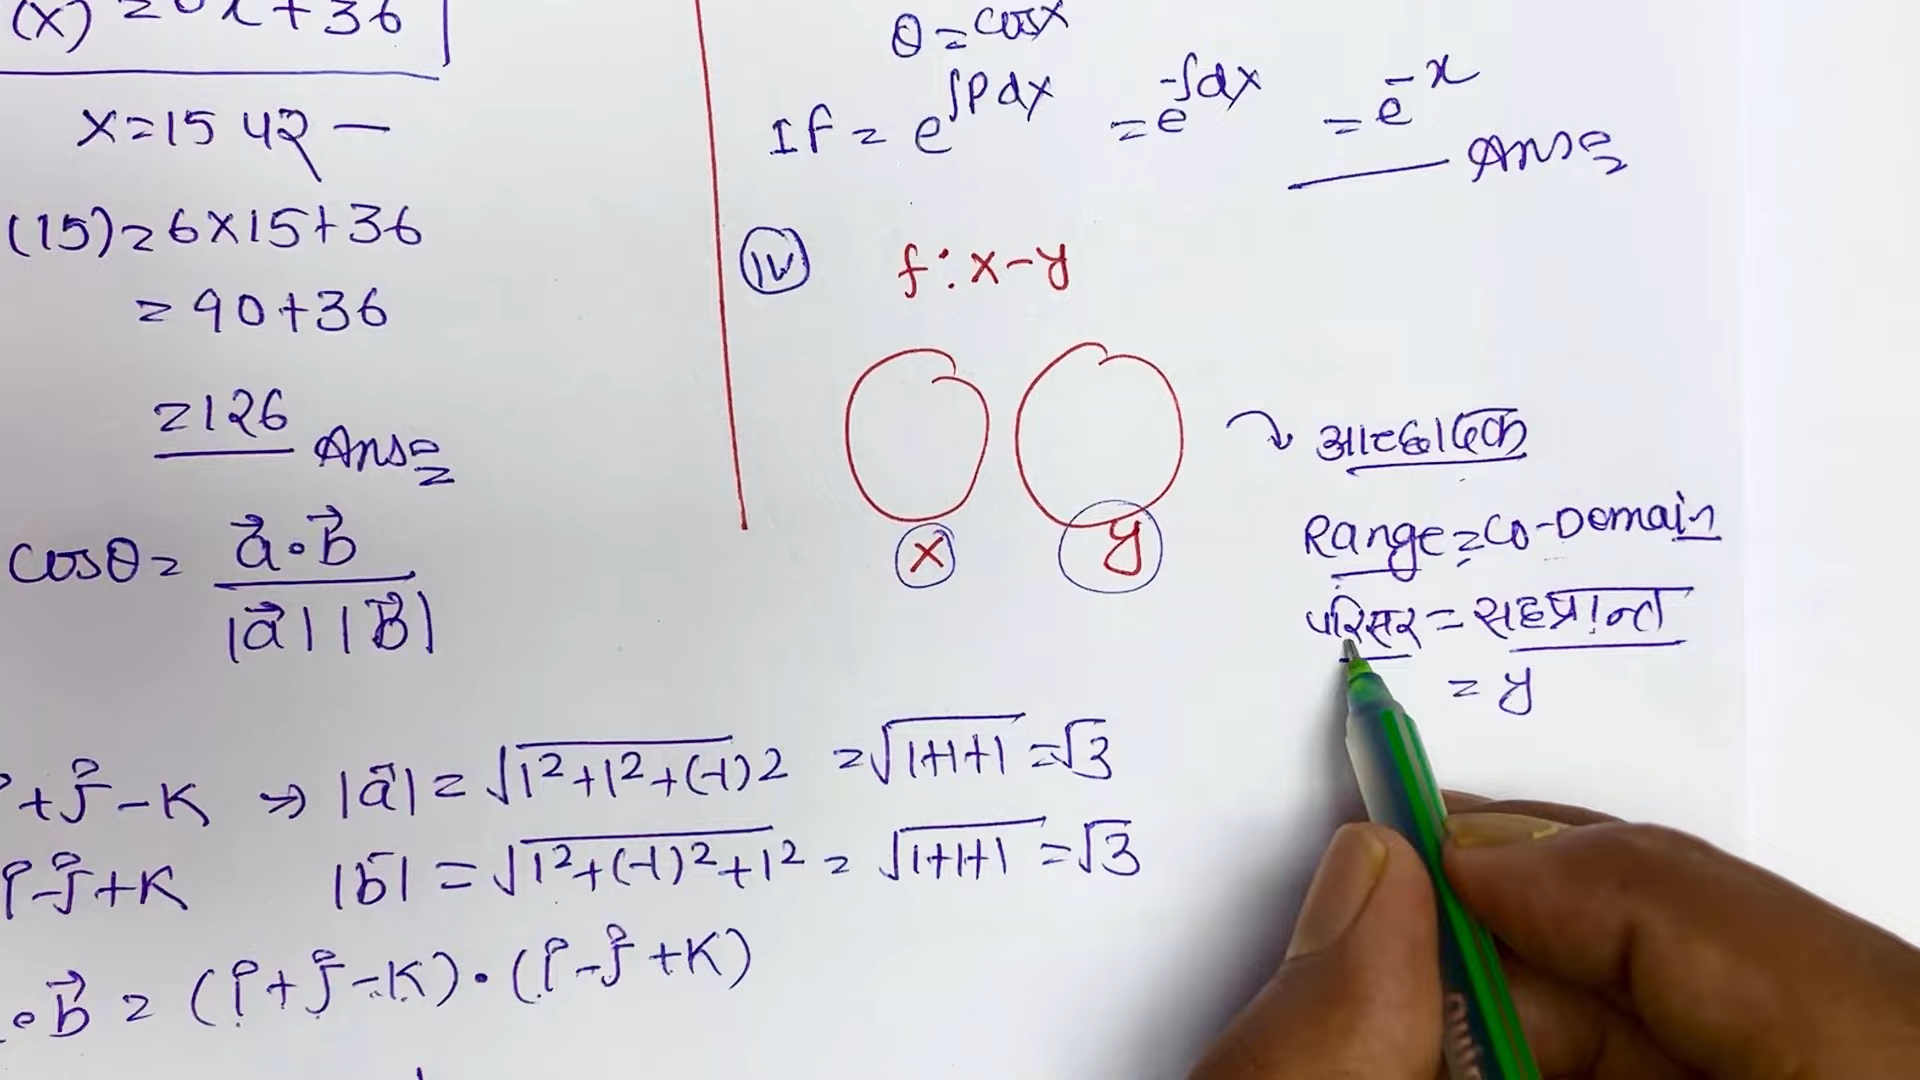 (x) = 6x + 36
x = 15 पर —
(15) = 6×15+36
= 90+36
= 126 Ans =
cosθ = a⃗ • b⃗ / |a⃗| |b⃗|
+ ĵ - K ⇒ |a⃗| = √1²+1²+(-1)2 = √1+1+1 = √3
î - ĵ + K |b⃗| = √1²+(-1)²+1² = √1+1+1 = √3
• b⃗ = (î + ĵ - K) • (î - ĵ + K)
Q = cosx
If = e^∫Pdx = e^-∫dx = e^-x Ans =
(iv) f: x - y
x y
आच्छादक
Range = Co-Domain
परिसर = सहप्रान्त
= y